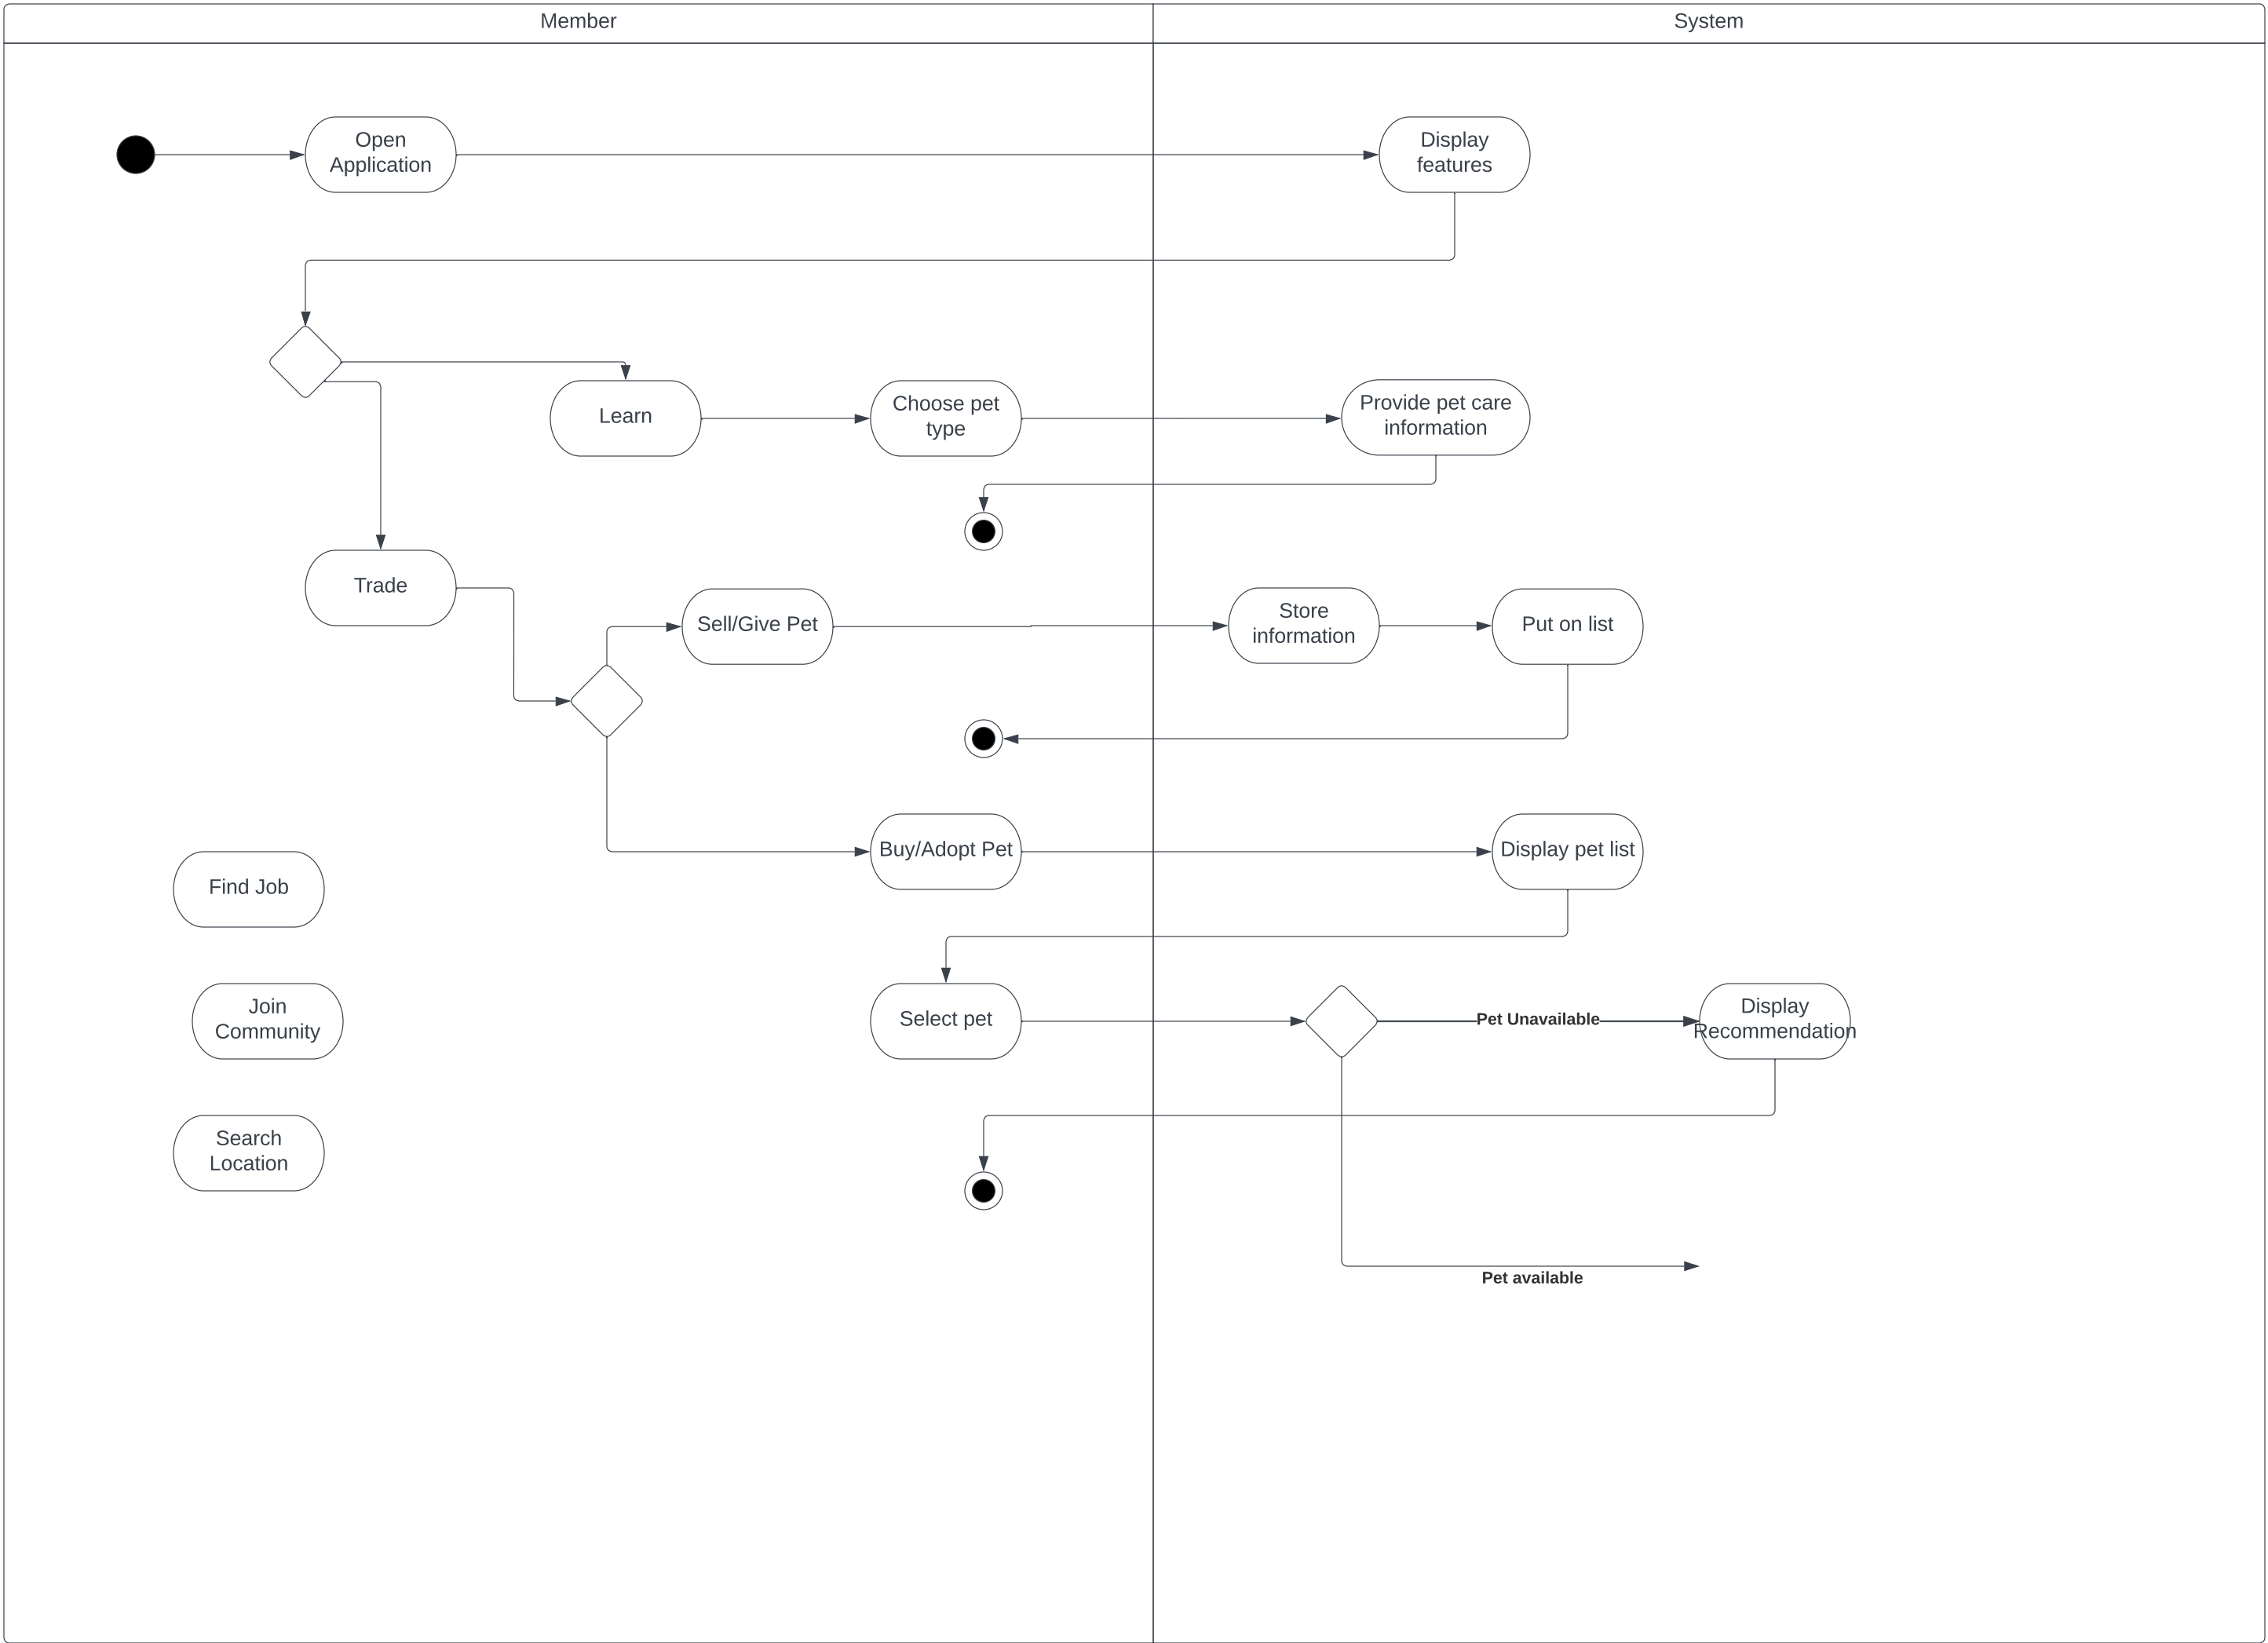 Member
System
Open
Application
Display
features
Learn
Choose pet
type
Provide pet care
information
Trade
Sell/Give Pet
Store
information
Put on list
Buy/Adopt Pet
Display pet list
Find Job
Join
Community
Select pet
Pet Unavailable
Display
Recommendation
Search
Location
Pet available